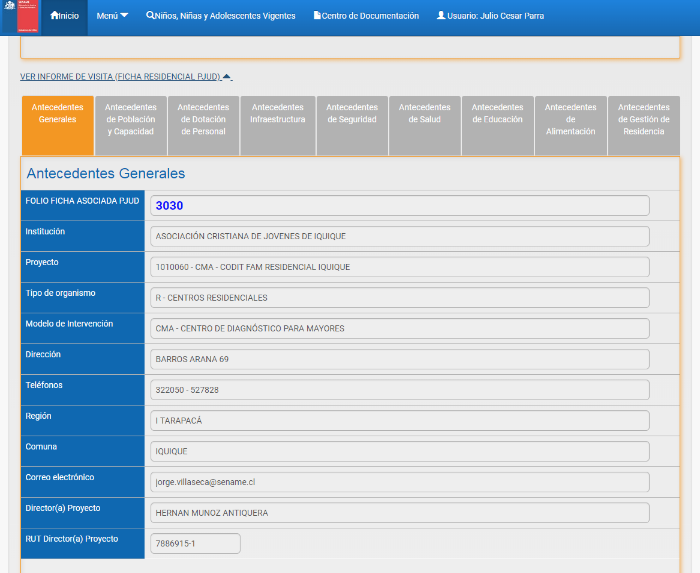 Inicio Menú Niños, Niñas y Adolescentes Vigentes Centro de Documentación Usuario: Julio Cesar Parra
VER INFORME DE VISITA (FICHA RESIDENCIAL PJUD)
Antecedentes Generales
Antecedentes de Población y Capacidad
Antecedentes de Dotación de Personal
Antecedentes Infraestructura
Antecedentes de Seguridad
Antecedentes de Salud
Antecedentes de Educación
Antecedentes de Alimentación
Antecedentes de Gestión de Residencia
Antecedentes Generales
FOLIO FICHA ASOCIADA PJUD 3030
Institución ASOCIACIÓN CRISTIANA DE JOVENES DE IQUIQUE
Proyecto 1010060 - CMA - CODIT FAM RESIDENCIAL IQUIQUE
Tipo de organismo R - CENTROS RESIDENCIALES
Modelo de Intervención CMA - CENTRO DE DIAGNÓSTICO PARA MAYORES
Dirección BARROS ARANA 69
Teléfonos 322050 - 527828
Región I TARAPACÁ
Comuna IQUIQUE
Correo electrónico jorge.villaseca@sename.cl
Director(a) Proyecto HERNAN MUNOZ ANTIQUERA
RUT Director(a) Proyecto 7886915-1